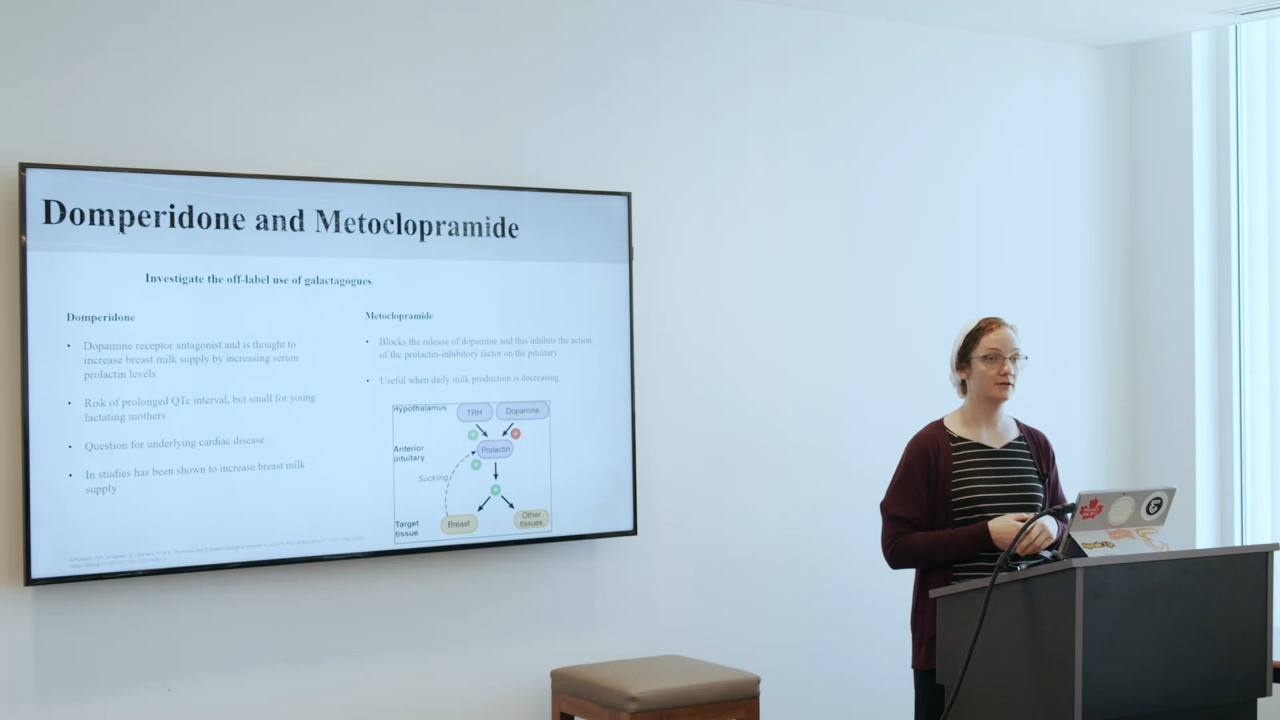 Domperidone and Metoclopramide
Investigate the off-label use of galactagogues
Domperidone
• Dopamine receptor antagonist and is thought to
increase breast milk supply by increasing serum
prolactin levels
• Risk of prolonged QTc interval, but small for young
lactating mothers
• Question for underlying cardiac disease
• In studies has been shown to increase breast milk
supply
Metoclopramide
• Blocks the release of dopamine and this inhibits the action
of the prolactin-inhibitory factor on the pituitary
• Useful when daily milk production is decreasing
Hypothalamus
TRH
Dopamine
Anterior
pituitary
Prolactin
Suckling
Target
tissue
Breast
Other
tissues